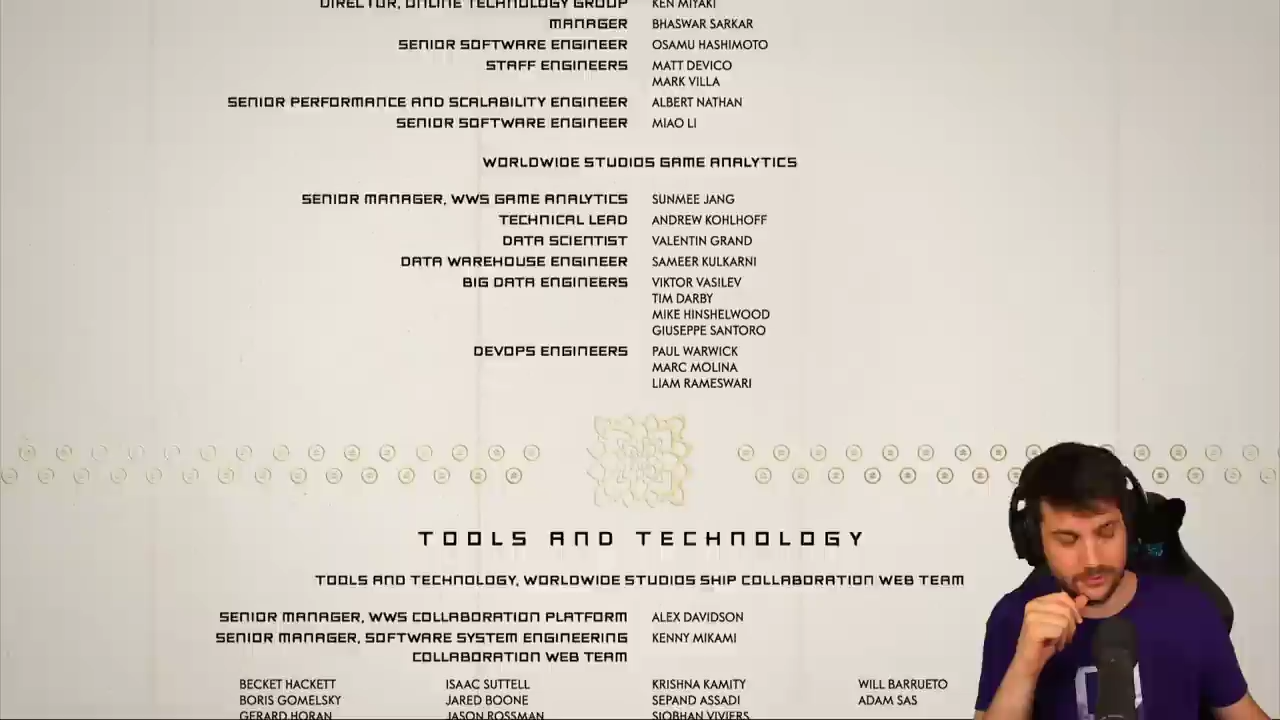 DIRECTOR, ONLINE TECHNOLOGY GROUP KEN MIYAKI
MANAGER BHASWAR SARKAR
SENIOR SOFTWARE ENGINEER OSAMU HASHIMOTO
STAFF ENGINEERS MATT DEVICO
MARK VILLA
SENIOR PERFORMANCE AND SCALABILITY ENGINEER ALBERT NATHAN
SENIOR SOFTWARE ENGINEER MIAO LI
WORLDWIDE STUDIOS GAME ANALYTICS
SENIOR MANAGER, WWS GAME ANALYTICS SUNMEE JANG
TECHNICAL LEAD ANDREW KOHLHOFF
DATA SCIENTIST VALENTIN GRAND
DATA WAREHOUSE ENGINEER SAMEER KULKARNI
BIG DATA ENGINEERS VIKTOR VASILEV
TIM DARBY
MIKE HINSHELWOOD
GIUSEPPE SANTORO
DEVOPS ENGINEERS PAUL WARWICK
MARC MOLINA
LIAM RAMESWARI
TOOLS AND TECHNOLOGY
TOOLS AND TECHNOLOGY, WORLDWIDE STUDIOS SHIP COLLABORATION WEB TEAM
SENIOR MANAGER, WWS COLLABORATION PLATFORM ALEX DAVIDSON
SENIOR MANAGER, SOFTWARE SYSTEM ENGINEERING KENNY MIKAMI
COLLABORATION WEB TEAM
BECKET HACKETT ISAAC SUTTELL KRISHNA KAMITY WILL BARRUETO
BORIS GOMELSKY JARED BOONE SEPAND ASSADI ADAM SAS
GERARD HORAN JASON ROSSMAN SIOBHAN VIVIERS